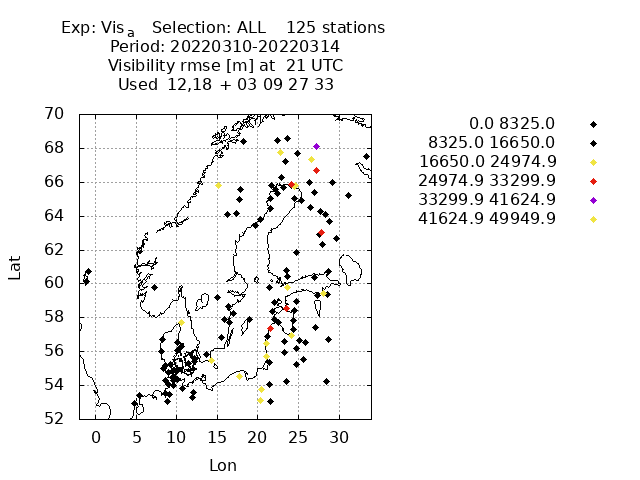 Exp: Vis a Selection: ALL 125 stations
Period: 20220310-20220314
Visibility rmse [m] at 21 UTC
Used 12,18 + 03 09 27 33
0.0 8325.0
8325.0 16650.0
16650.0 24974.9
24974.9 33299.9
33299.9 41624.9
41624.9 49949.9
70
68
66
64
62
60
58
56
54
52
Lat
0 5 10 15 20 25 30
Lon